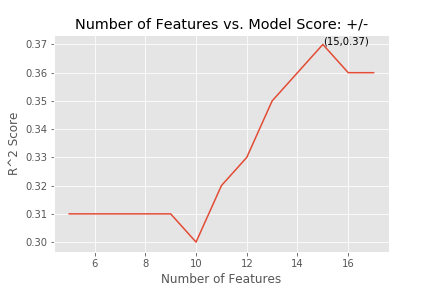 Number of Features vs. Model Score: +/-
(15,0.37)
0.37
0.36
0.35
0.34
0.33
0.32
0.31
0.30
R^2 Score
6 8 10 12 14 16
Number of Features